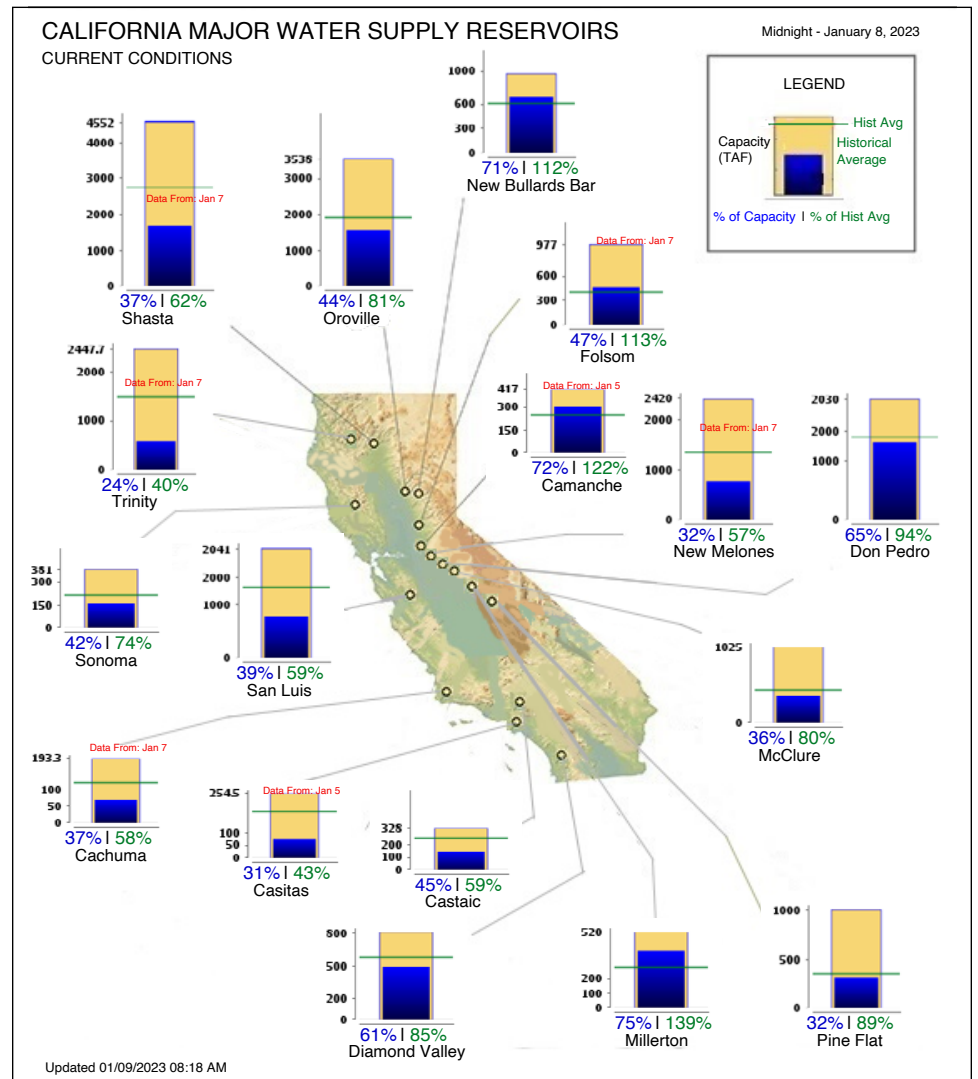 CALIFORNIA MAJOR WATER SUPPLY RESERVOIRS
Midnight - January 8, 2023
CURRENT CONDITIONS
LEGEND
Hist Avg
Capacity
(TAF)
Historical
Average
% of Capacity | % of Hist Avg
1000
600
300
0
71% | 112%
New Bullards Bar
4552
4000
3000
2000
1000
0
Data From: Jan 7
37% | 62%
Shasta
3538
2000
1000
0
44% | 81%
Oroville
977
600
300
0
Data From: Jan 7
47% | 113%
Folsom
2447.7
2000
1000
0
Data From: Jan 7
24% | 40%
Trinity
417
300
150
0
Data From: Jan 5
72% | 122%
Camanche
2420
2000
1000
0
Data From: Jan 7
32% | 57%
New Melones
2030
2000
1000
0
65% | 94%
Don Pedro
381
300
150
0
42% | 74%
Sonoma
2041
2000
1000
0
39% | 59%
San Luis
1025
0
36% | 80%
McClure
193.3
100
50
0
Data From: Jan 7
37% | 58%
Cachuma
254.5
100
50
0
Data From: Jan 5
31% | 43%
Casitas
328
200
100
0
45% | 59%
Castaic
800
500
200
0
61% | 85%
Diamond Valley
520
200
100
0
75% | 139%
Millerton
1000
500
0
32% | 89%
Pine Flat
Updated 01/09/2023 08:18 AM